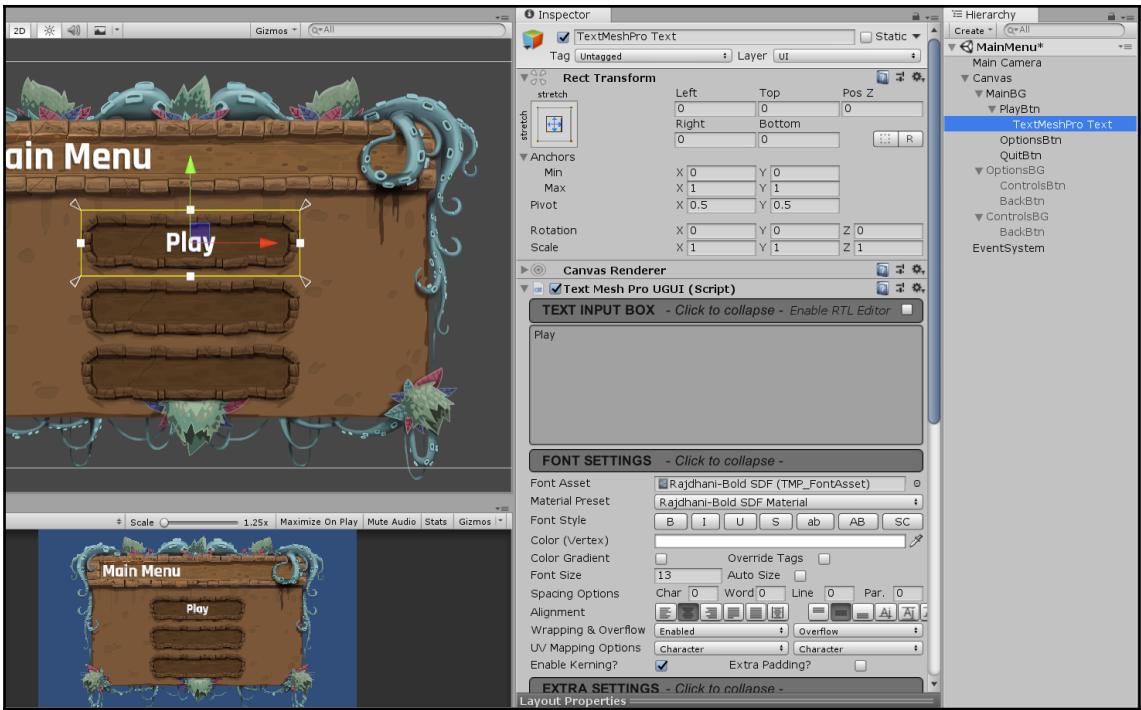 2D
Gizmos
All
ain Menu
Play
Scale
1.25x
Maximize On Play
Mute Audio
Stats
Gizmos
Main Menu
Play
Inspector
TextMeshPro Text
Static
Tag
Untagged
Layer
UI
Rect Transform
stretch
stretch
Left Top Pos Z
0 0 0
Right Bottom
0 0
R
Anchors
Min X 0 Y 0
Max X 1 Y 1
Pivot X 0.5 Y 0.5
Rotation X 0 Y 0 Z 0
Scale X 1 Y 1 Z 1
Canvas Renderer
Text Mesh Pro UGUI (Script)
TEXT INPUT BOX - Click to collapse - Enable RTL Editor
Play
FONT SETTINGS - Click to collapse -
Font Asset Rajdhani-Bold SDF (TMP_FontAsset)
Material Preset Rajdhani-Bold SDF Material
Font Style B I U S ab AB SC
Color (Vertex)
Color Gradient Override Tags
Font Size 13 Auto Size
Spacing Options Char 0 Word 0 Line 0 Par. 0
Alignment
Wrapping & Overflow Enabled Overflow
UV Mapping Options Character Character
Enable Kerning? Extra Padding?
EXTRA SETTINGS - Click to collapse -
Layout Properties
Hierarchy
Create
All
MainMenu*
Main Camera
Canvas
MainBG
PlayBtn
TextMeshPro Text
OptionsBtn
QuitBtn
OptionsBG
ControlsBtn
BackBtn
ControlsBG
BackBtn
EventSystem